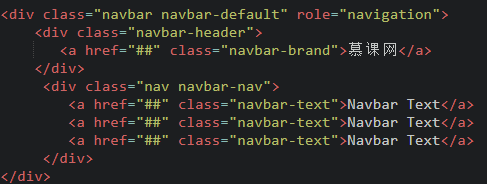 <div class="navbar navbar-default" role="navigation">
<div class="navbar-header">
<a href="##" class="navbar-brand">慕课网</a>
</div>
<div class="nav navbar-nav">
<a href="##" class="navbar-text">Navbar Text</a>
<a href="##" class="navbar-text">Navbar Text</a>
<a href="##" class="navbar-text">Navbar Text</a>
</div>
</div>